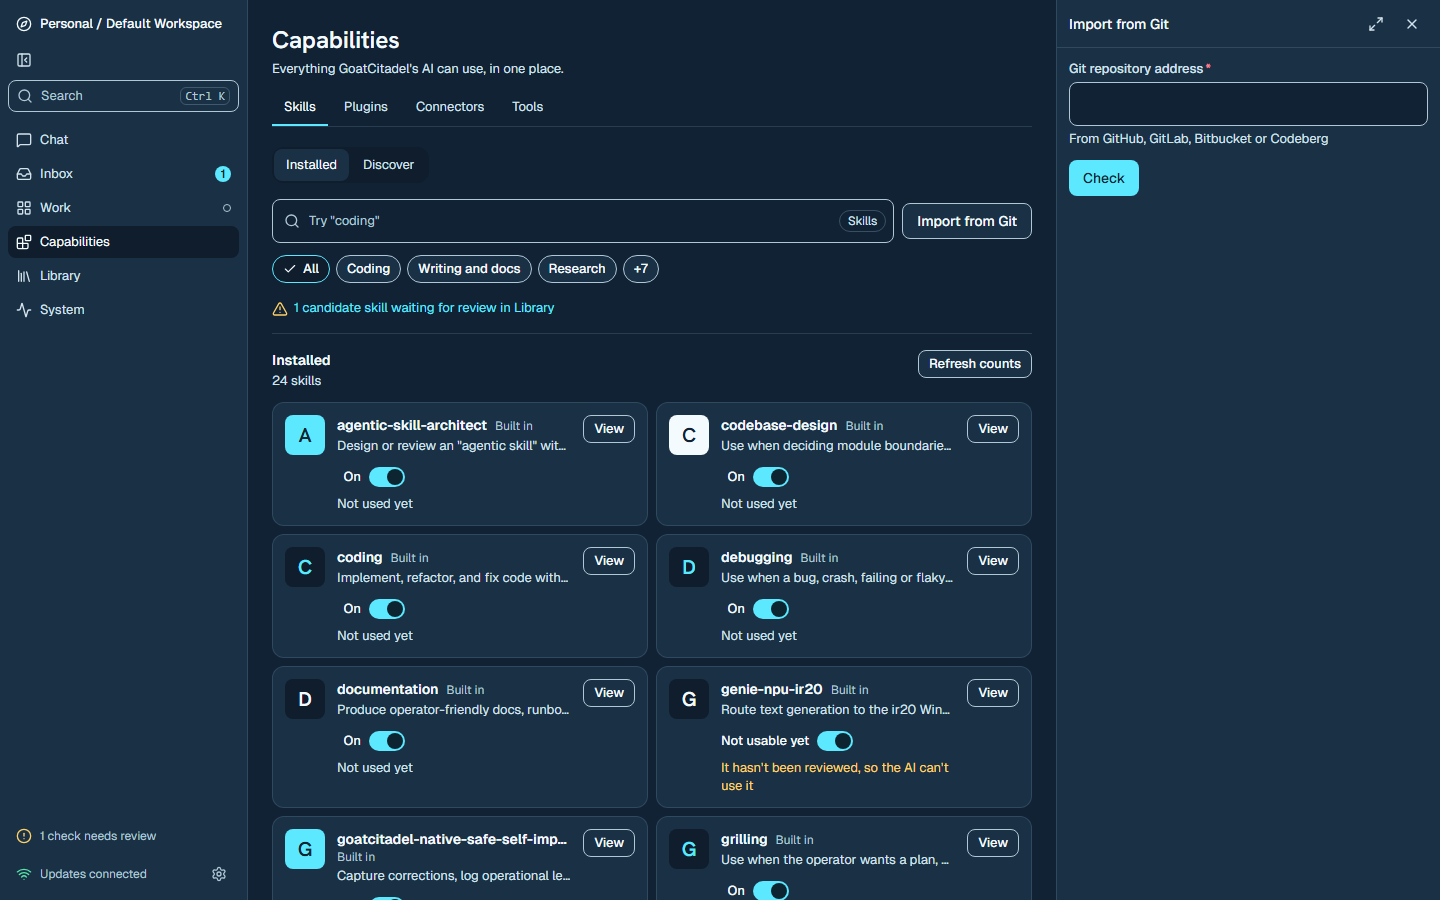 Personal / Default Workspace
Search Ctrl K
Chat
Inbox 1
Work
Capabilities
Library
System
1 check needs review
Updates connected
Capabilities
Everything GoatCitadel's AI can use, in one place.
Skills Plugins Connectors Tools
Installed Discover
Try "coding" Skills Import from Git
All Coding Writing and docs Research +7
1 candidate skill waiting for review in Library
Installed
24 skills
Refresh counts
A agentic-skill-architect Built in View
Design or review an "agentic skill" wit...
On
Not used yet
C codebase-design Built in View
Use when deciding module boundarie...
On
Not used yet
C coding Built in View
Implement, refactor, and fix code with...
On
Not used yet
D debugging Built in View
Use when a bug, crash, failing or flaky...
On
Not used yet
D documentation Built in View
Produce operator-friendly docs, runbo...
On
Not used yet
G genie-npu-ir20 Built in View
Route text generation to the ir20 Win...
Not usable yet
It hasn't been reviewed, so the AI can't
use it
G goatcitadel-native-safe-self-imp... View
Built in
Capture corrections, log operational le...
G grilling Built in View
Use when the operator wants a plan, ...
On
Import from Git
Git repository address *
From GitHub, GitLab, Bitbucket or Codeberg
Check